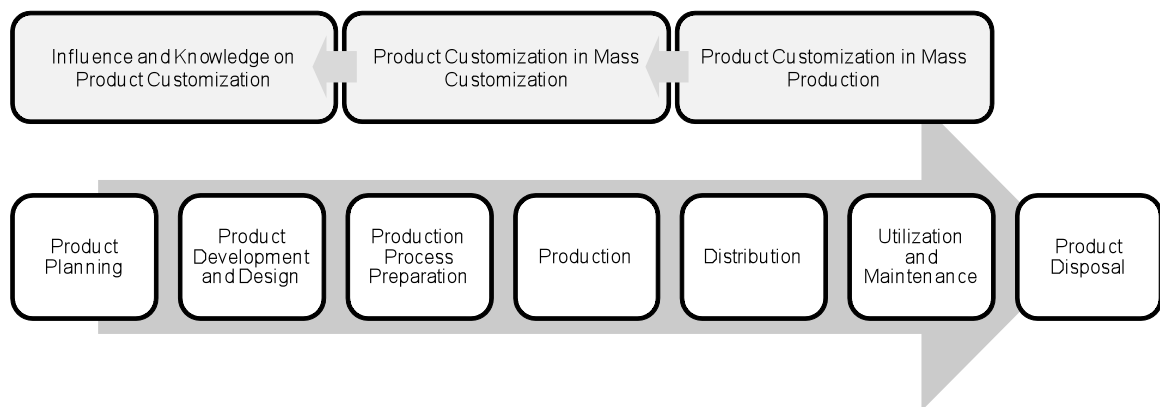 Influence and Knowledge on
Product Customization
Product Customization in Mass
Customization
Product Customization in Mass
Production
Product
Planning
Product
Development
and Design
Production
Process
Preparation
Production
Distribution
Utilization
and
Maintenance
Product
Disposal